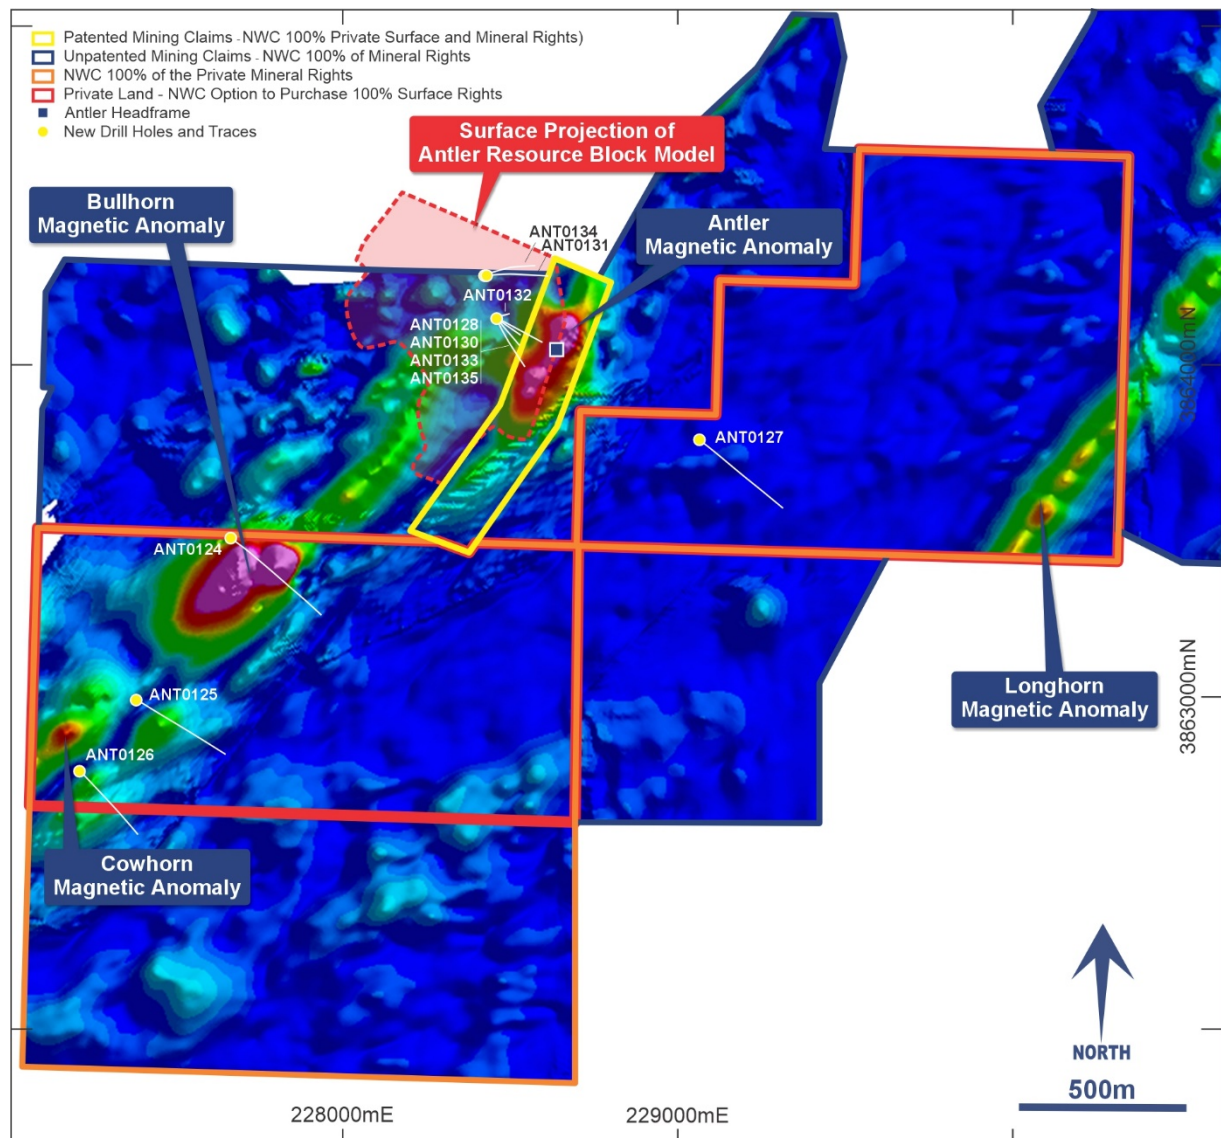 Patented Mining Claims - NWC 100% Private Surface and Mineral Rights)
Unpatented Mining Claims - NWC 100% of Mineral Rights
NWC 100% of the Private Mineral Rights
Private Land - NWC Option to Purchase 100% Surface Rights
Antler Headframe
New Drill Holes and Traces
Surface Projection of
Antler Resource Block Model
Bullhorn
Magnetic Anomaly
Antler
Magnetic Anomaly
ANT0134
ANT0131
ANT0132
ANT0128
ANT0130
ANT0133
ANT0135
3864000mN
ANT0127
ANT0124
Longhorn
Magnetic Anomaly
3863000mN
ANT0125
ANT0126
Cowhorn
Magnetic Anomaly
NORTH
500m
228000mE
229000mE